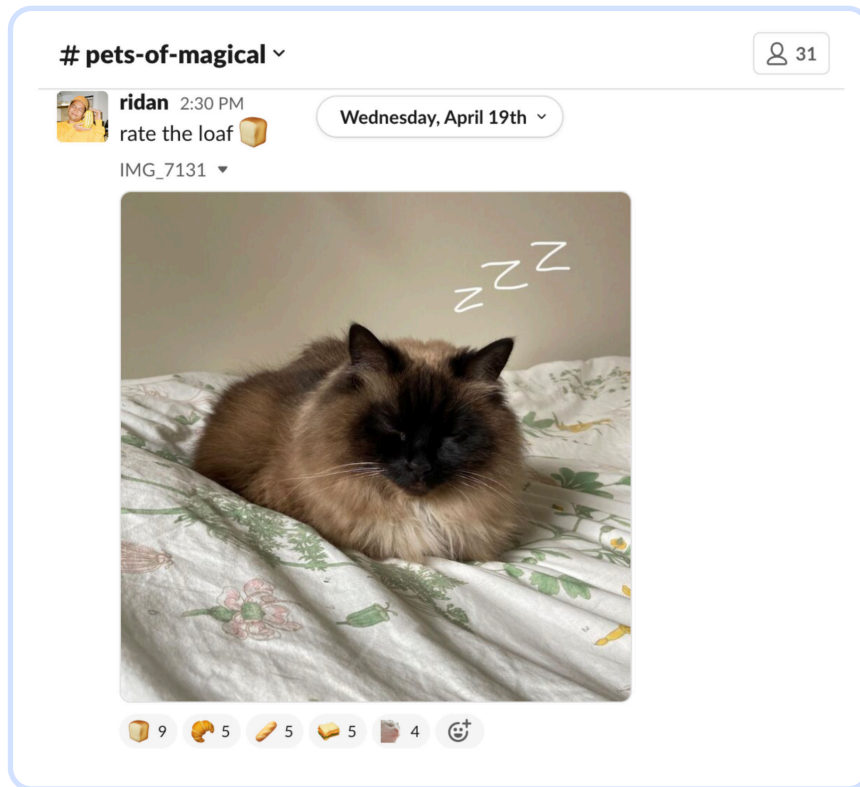 # pets-of-magical
31
ridan 2:30 PM
Wednesday, April 19th
rate the loaf 🍞
IMG_7131
z z z
9 5 5 5 4